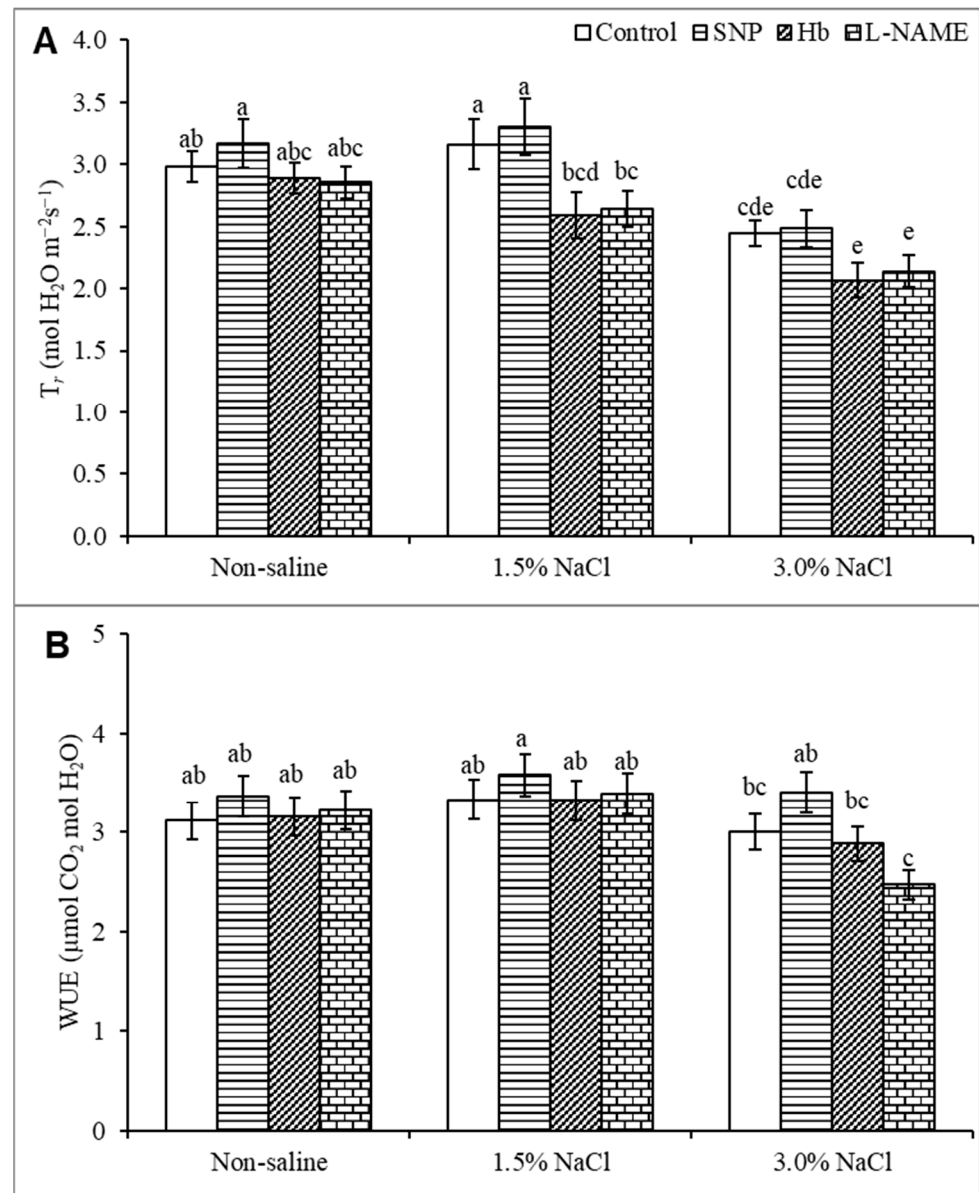 A
4.0
□ Control ▤ SNP ▨ Hb ▦ L-NAME
3.5
3.0
2.5
2.0
1.5
1.0
0.5
0.0
Tr (mol H₂O m⁻²s⁻¹)
ab
a
abc
abc
a
a
bcd
bc
cde
cde
e
e
Non-saline
1.5% NaCl
3.0% NaCl
B
5
4
3
2
1
0
WUE (μmol CO₂ mol H₂O)
ab
ab
ab
ab
ab
a
ab
ab
bc
ab
bc
c
Non-saline
1.5% NaCl
3.0% NaCl